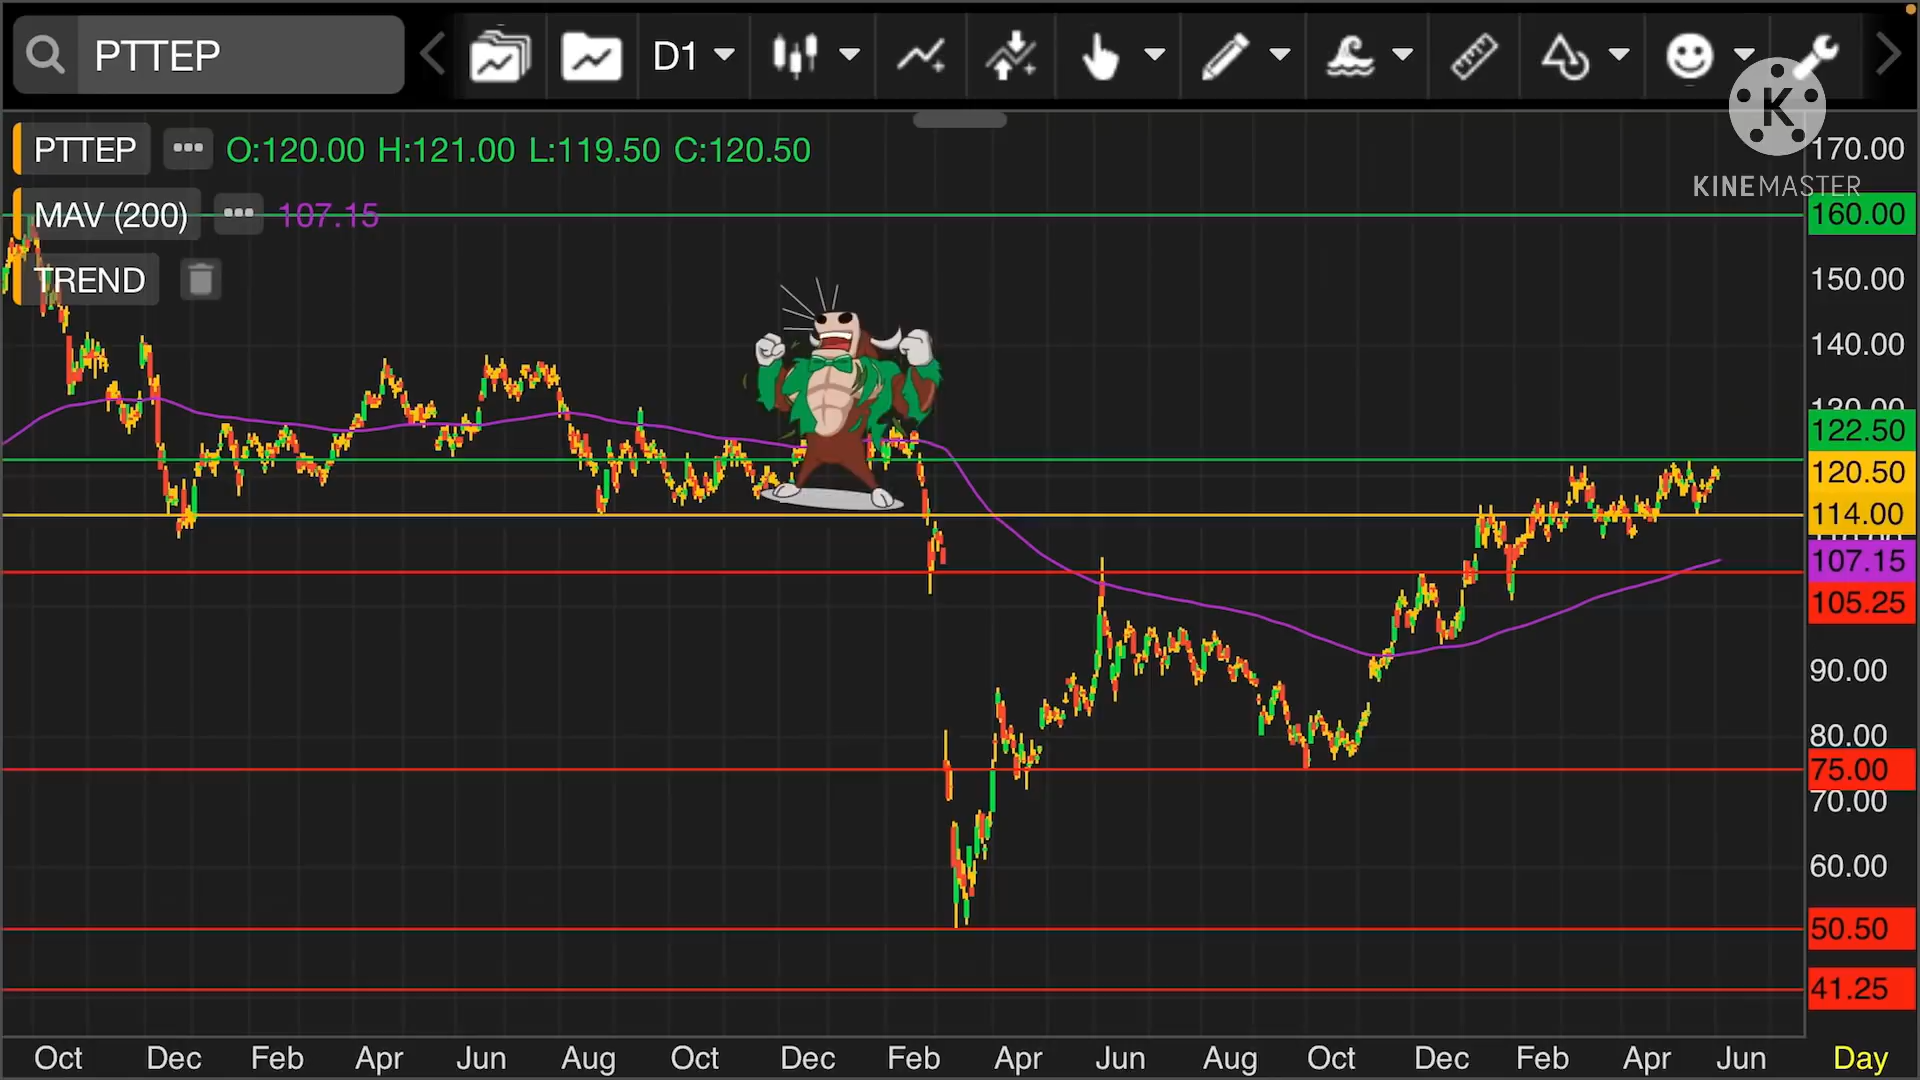 PTTEP
D1
PTTEP ••• O:120.00 H:121.00 L:119.50 C:120.50
MAV (200) ••• 107.15
TREND
K
KINEMASTER
170.00
160.00
150.00
140.00
130.00
122.50
120.50
114.00
107.15
105.25
90.00
80.00
75.00
70.00
60.00
50.50
41.25
Oct Dec Feb Apr Jun Aug Oct Dec Feb Apr Jun Aug Oct Dec Feb Apr Jun Day